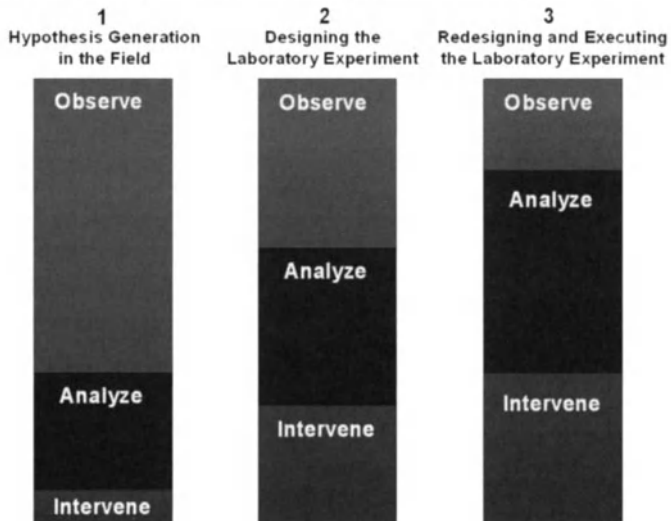 1
Hypothesis Generation
in the Field
Observe
Analyze
Intervene
2
Designing the
Laboratory Experiment
Observe
Analyze
Intervene
3
Redesigning and Executing
the Laboratory Experiment
Observe
Analyze
Intervene